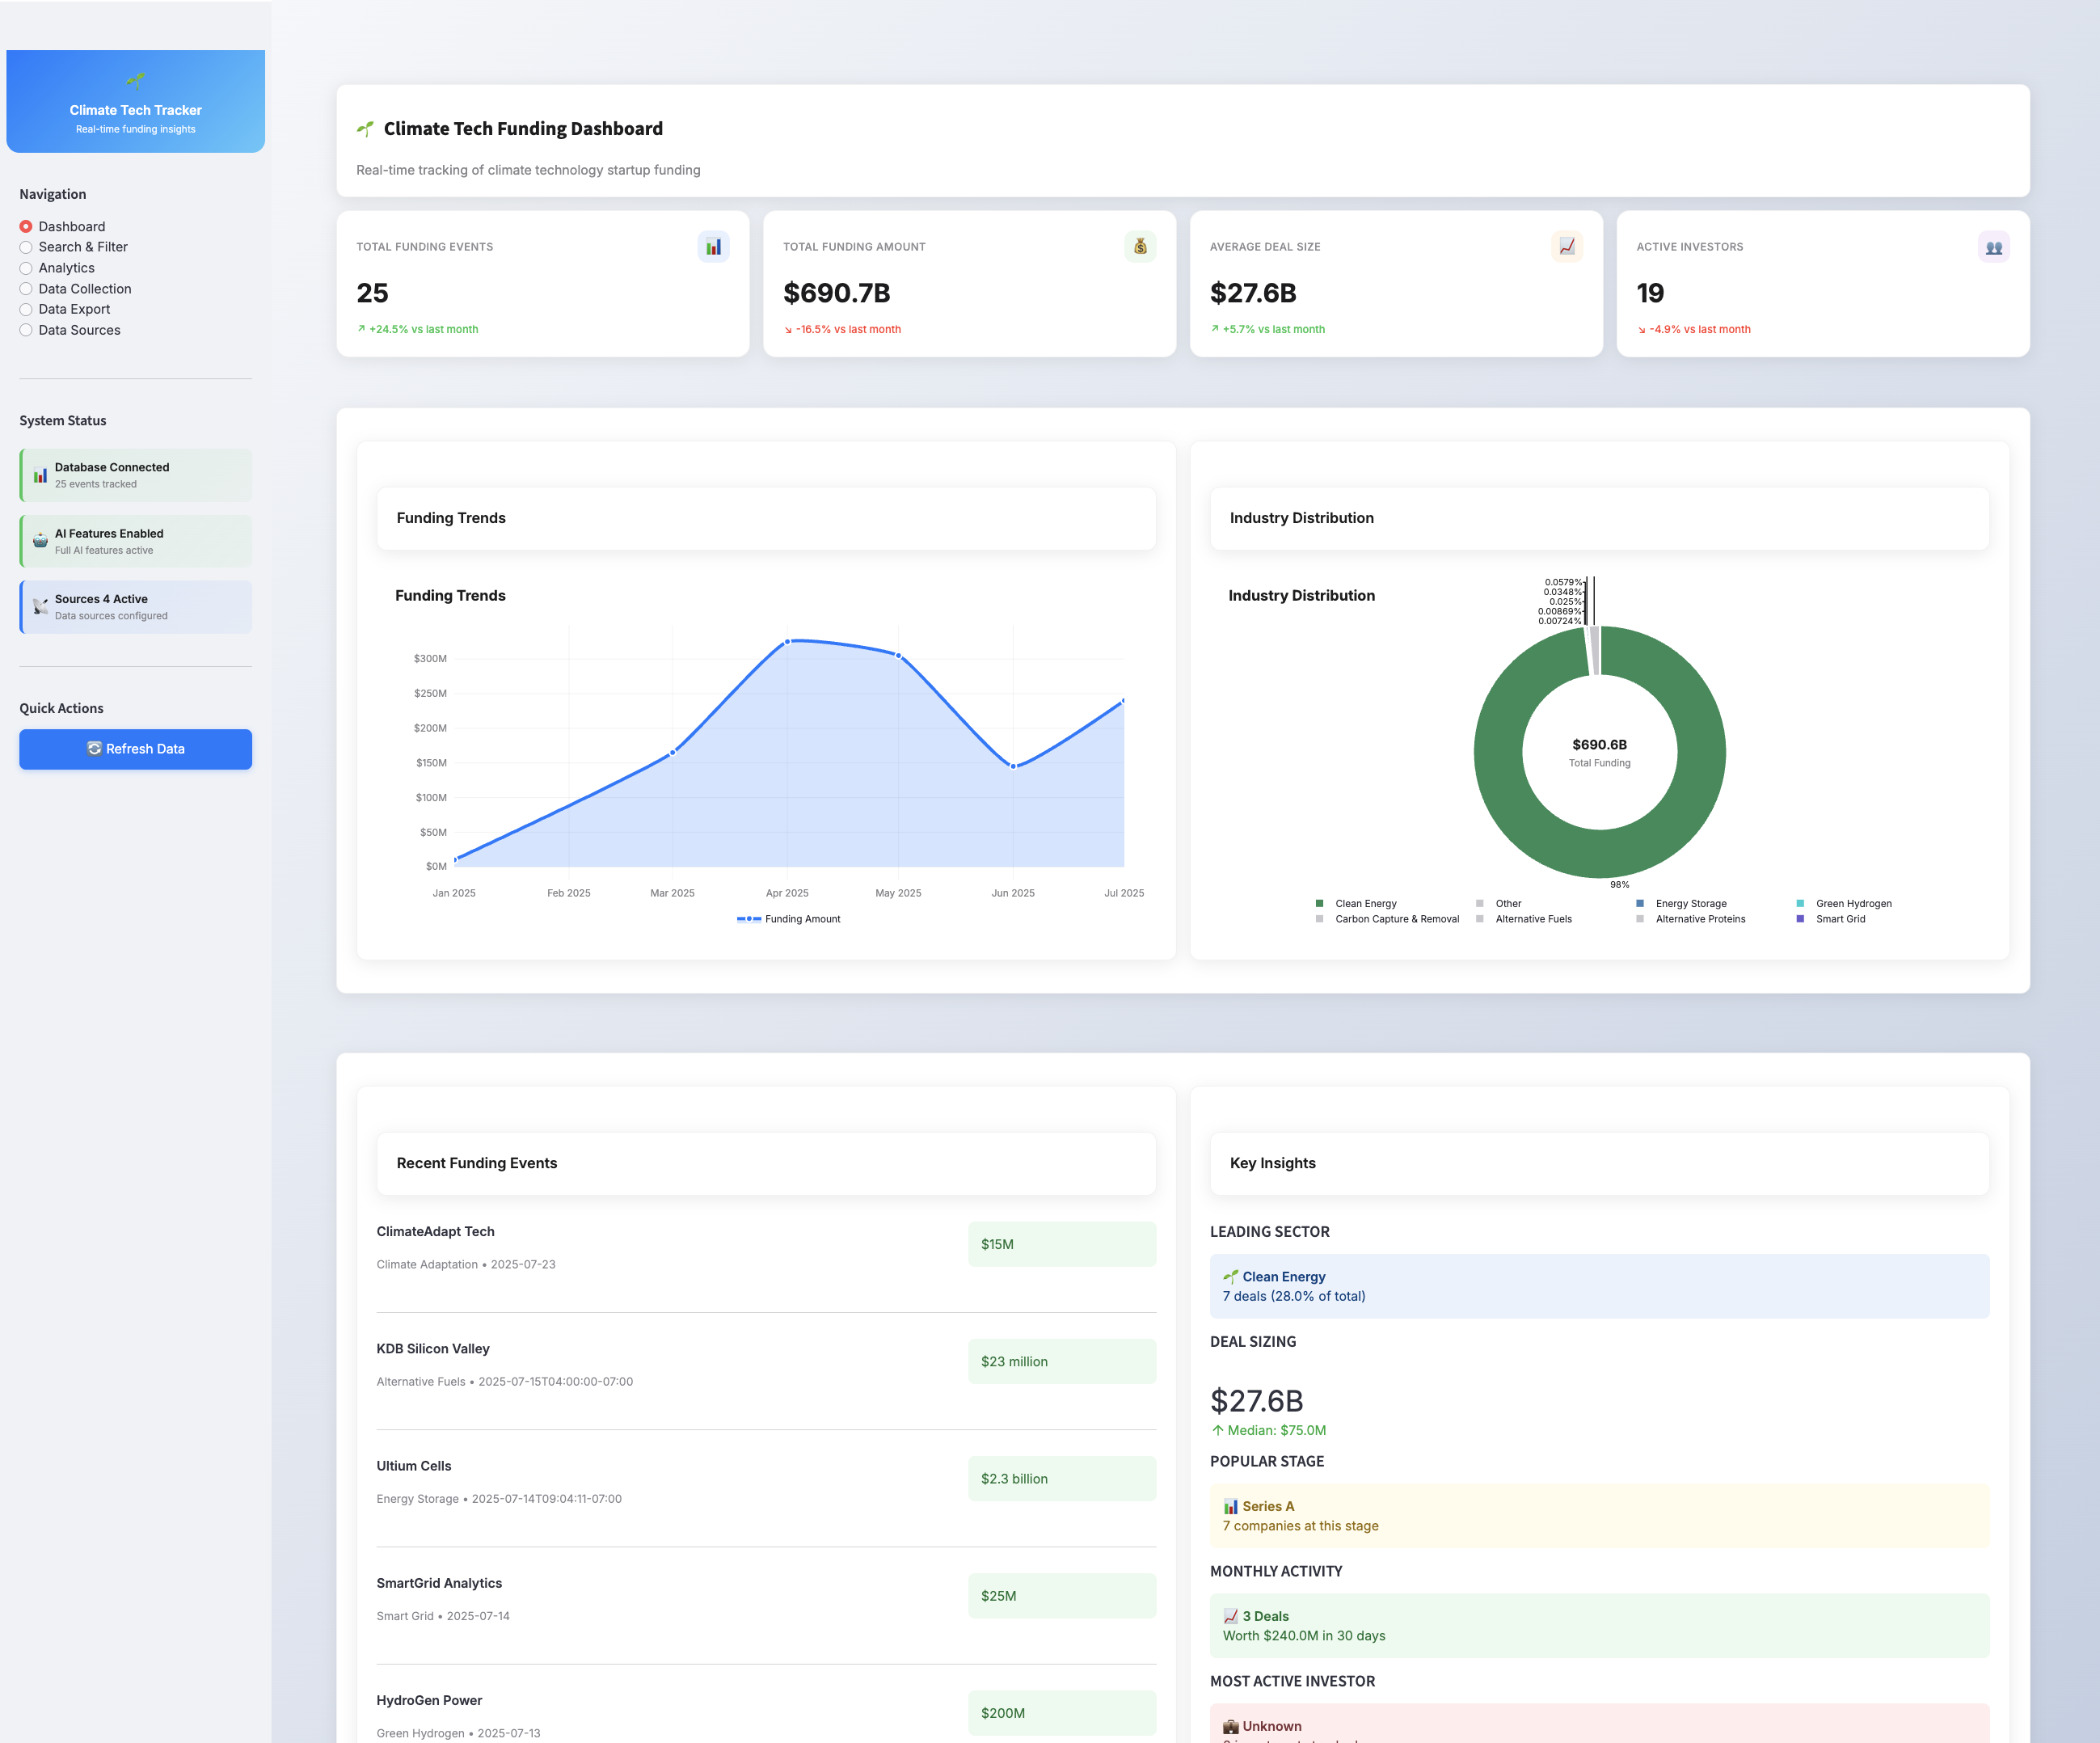 Climate Tech Tracker
Real-time funding insights
Navigation
Dashboard
Search & Filter
Analytics
Data Collection
Data Export
Data Sources
System Status
Database Connected
25 events tracked
AI Features Enabled
Full AI features active
Sources 4 Active
Data sources configured
Quick Actions
Refresh Data
Climate Tech Funding Dashboard
Real-time tracking of climate technology startup funding
TOTAL FUNDING EVENTS
25
↗ +24.5% vs last month
TOTAL FUNDING AMOUNT
$690.7B
↘ -16.5% vs last month
AVERAGE DEAL SIZE
$27.6B
↗ +5.7% vs last month
ACTIVE INVESTORS
19
↘ -4.9% vs last month
Funding Trends
Funding Trends
$300M
$250M
$200M
$150M
$100M
$50M
$0M
Jan 2025 Feb 2025 Mar 2025 Apr 2025 May 2025 Jun 2025 Jul 2025
Funding Amount
Industry Distribution
Industry Distribution
0.0579%
0.0348%
0.025%
0.00869%
0.00724%
$690.6B
Total Funding
98%
Clean Energy Other Energy Storage Green Hydrogen
Carbon Capture & Removal Alternative Fuels Alternative Proteins Smart Grid
Recent Funding Events
ClimateAdapt Tech
$15M
Climate Adaptation • 2025-07-23
KDB Silicon Valley
$23 million
Alternative Fuels • 2025-07-15T04:00:00-07:00
Ultium Cells
$2.3 billion
Energy Storage • 2025-07-14T09:04:11-07:00
SmartGrid Analytics
$25M
Smart Grid • 2025-07-14
HydroGen Power
$200M
Green Hydrogen • 2025-07-13
Key Insights
LEADING SECTOR
Clean Energy
7 deals (28.0% of total)
DEAL SIZING
$27.6B
↑ Median: $75.0M
POPULAR STAGE
Series A
7 companies at this stage
MONTHLY ACTIVITY
3 Deals
Worth $240.0M in 30 days
MOST ACTIVE INVESTOR
Unknown